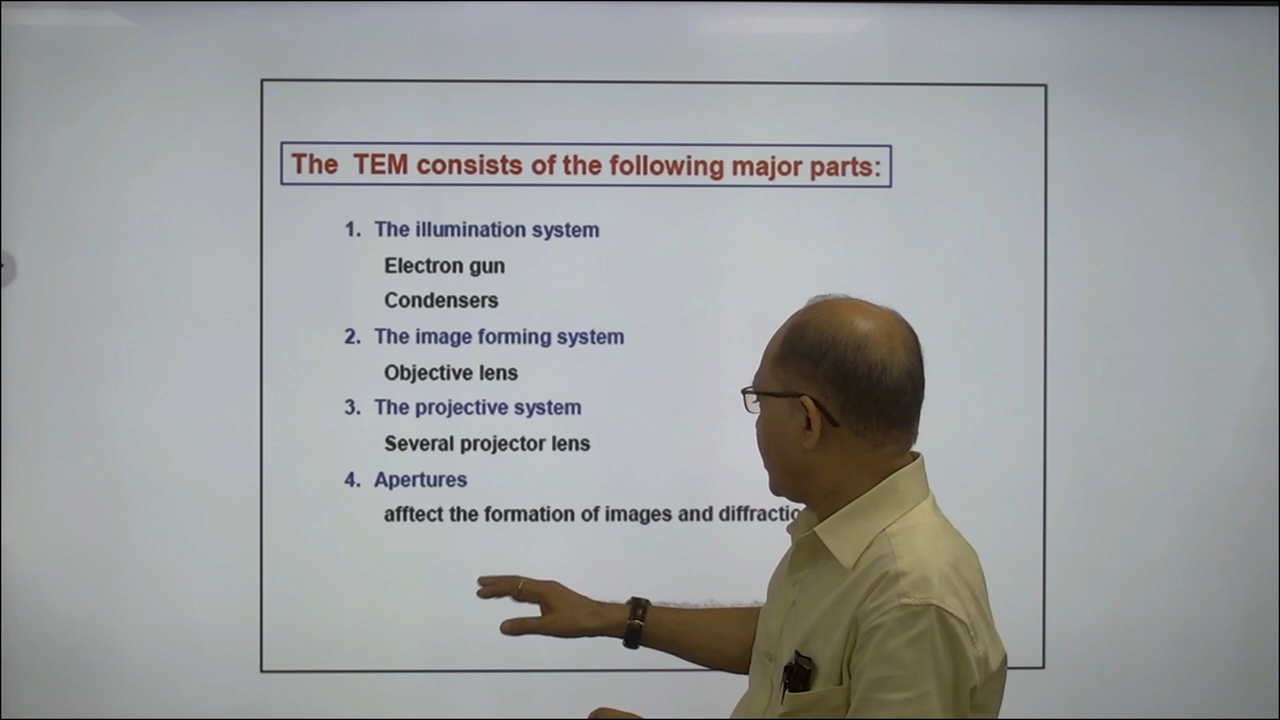 The TEM consists of the following major parts:
1. The illumination system
Electron gun
Condensers
2. The image forming system
Objective lens
3. The projective system
Several projector lens
4. Apertures
afftect the formation of images and